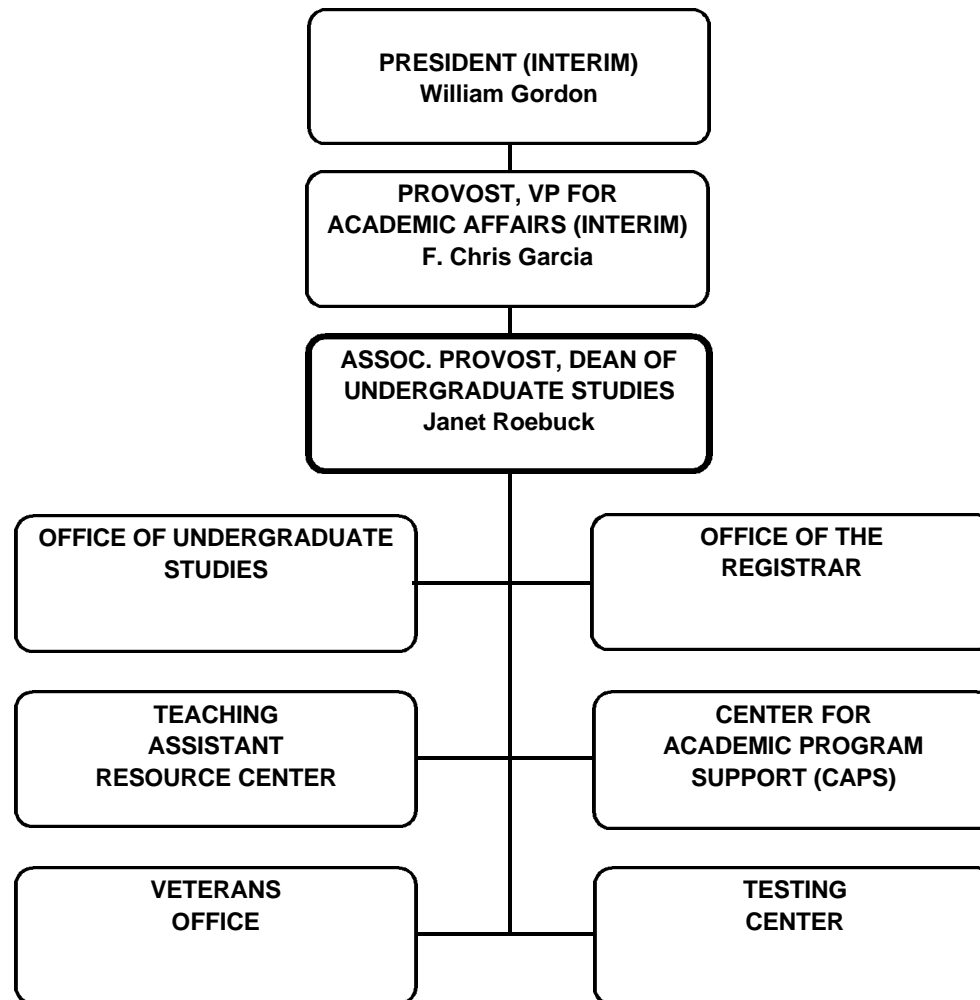 PRESIDENT (INTERIM)
William Gordon
PROVOST, VP FOR
ACADEMIC AFFAIRS (INTERIM)
F. Chris Garcia
ASSOC. PROVOST, DEAN OF
UNDERGRADUATE STUDIES
Janet Roebuck
OFFICE OF UNDERGRADUATE
STUDIES
OFFICE OF THE
REGISTRAR
TEACHING
ASSISTANT
RESOURCE CENTER
CENTER FOR
ACADEMIC PROGRAM
SUPPORT (CAPS)
VETERANS
OFFICE
TESTING
CENTER